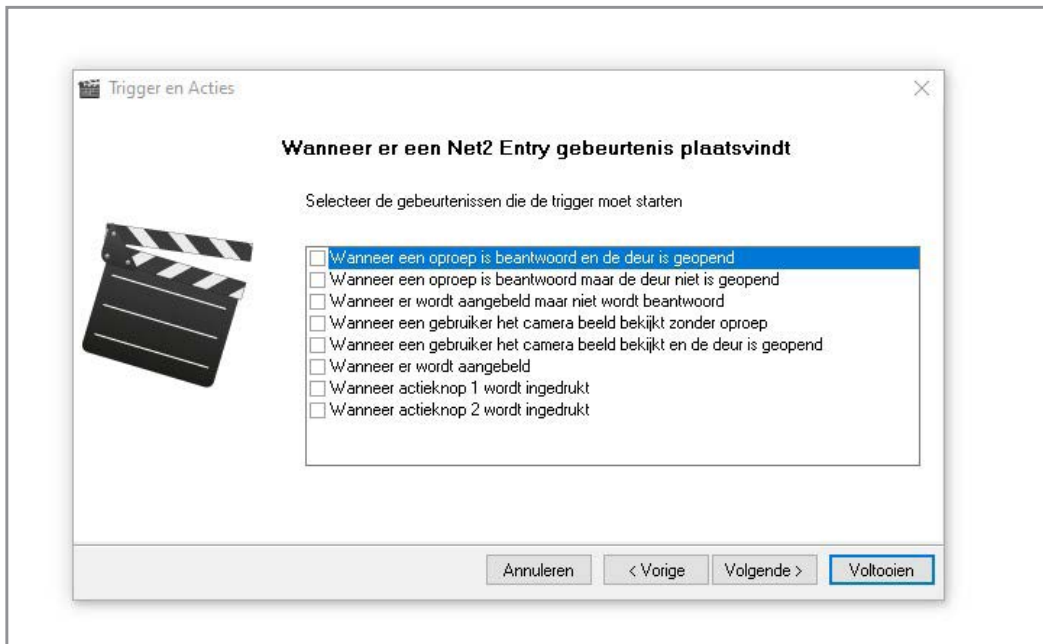 Trigger en Acties
Wanneer er een Net2 Entry gebeurtenis plaatsvindt
Selecteer de gebeurtenissen die de trigger moet starten
Wanneer een oproep is beantwoord en de deur is geopend
Wanneer een oproep is beantwoord maar de deur niet is geopend
Wanneer er wordt aangebeld maar niet wordt beantwoord
Wanneer een gebruiker het camera beeld bekijkt zonder oproep
Wanneer een gebruiker het camera beeld bekijkt en de deur is geopend
Wanneer er wordt aangebeld
Wanneer actieknop 1 wordt ingedrukt
Wanneer actieknop 2 wordt ingedrukt
Annuleren < Vorige Volgende > Voltooien